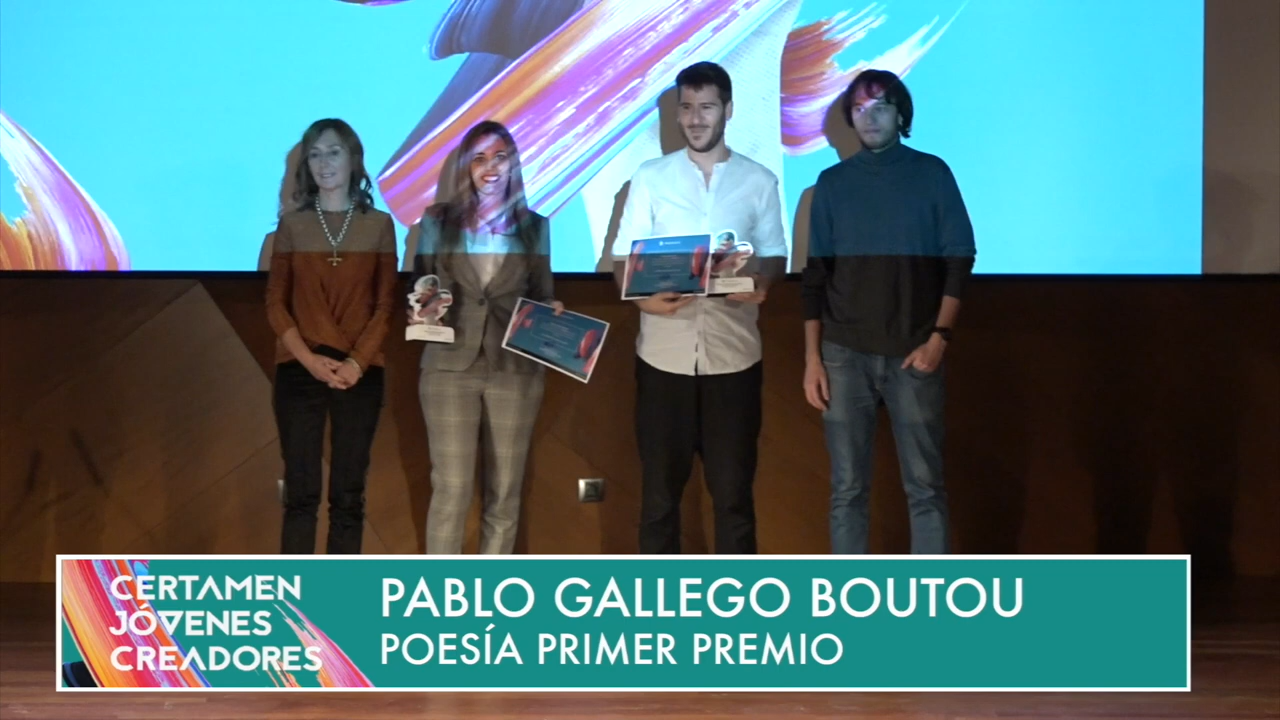 CERTAMEN
JÓVENES
CREADORES
PABLO GALLEGO BOUTOU
POESÍA PRIMER PREMIO